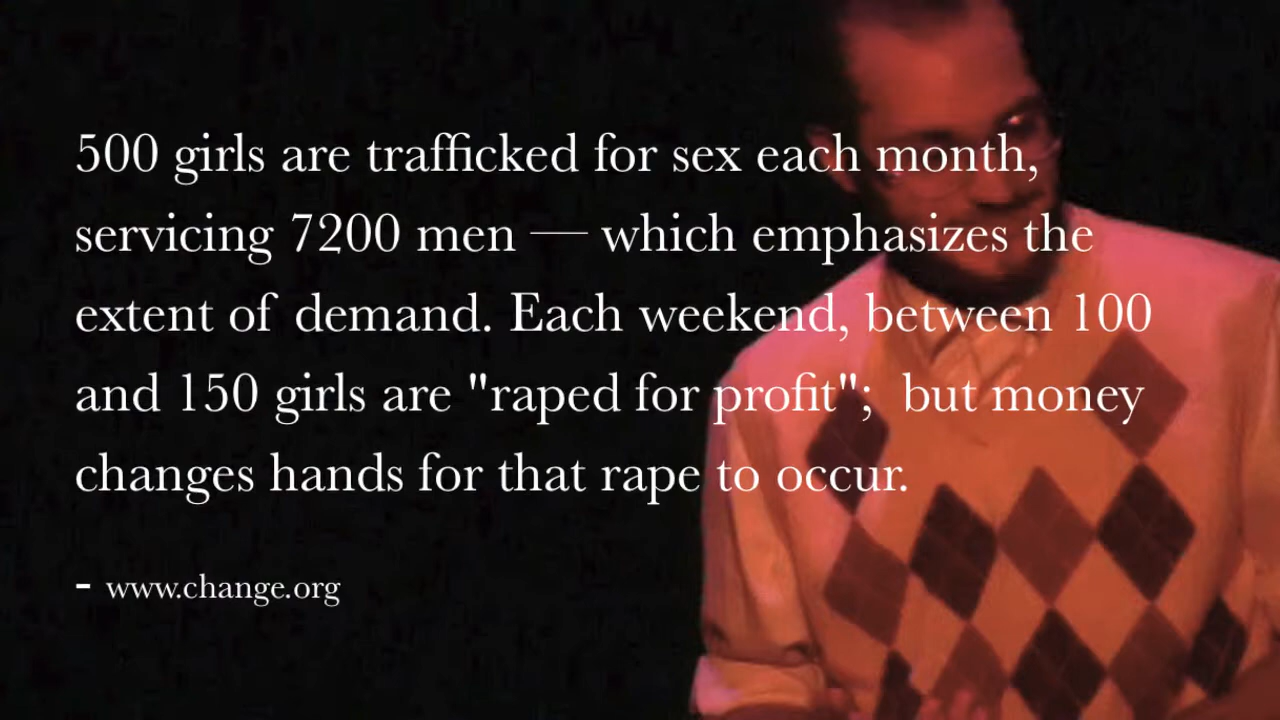 500 girls are trafficked for sex each month,
servicing 7200 men — which emphasizes the
extent of demand. Each weekend, between 100
and 150 girls are "raped for profit"; but money
changes hands for that rape to occur.
- www.change.org